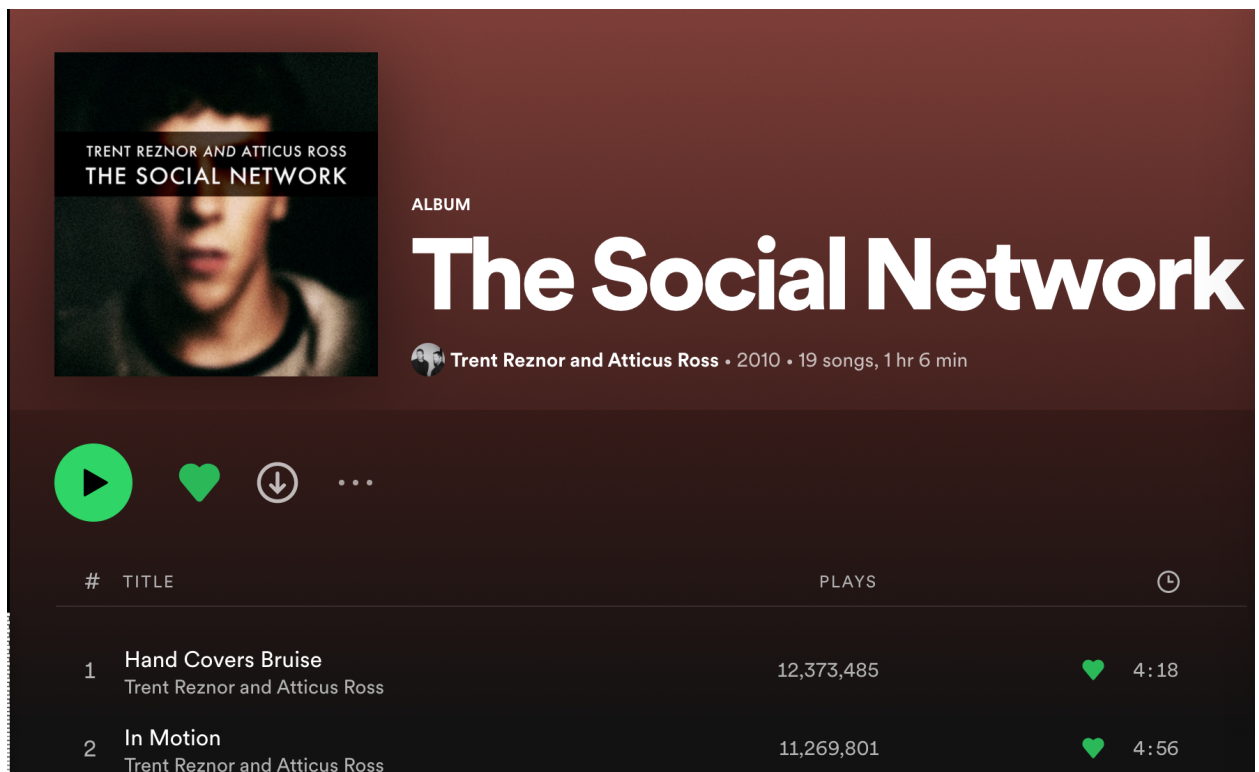 TRENT REZNOR AND ATTICUS ROSS
THE SOCIAL NETWORK
ALBUM
The Social Network
Trent Reznor and Atticus Ross • 2010 • 19 songs, 1 hr 6 min
# TITLE PLAYS
1 Hand Covers Bruise 12,373,485 4:18
Trent Reznor and Atticus Ross
2 In Motion 11,269,801 4:56
Trent Reznor and Atticus Ross